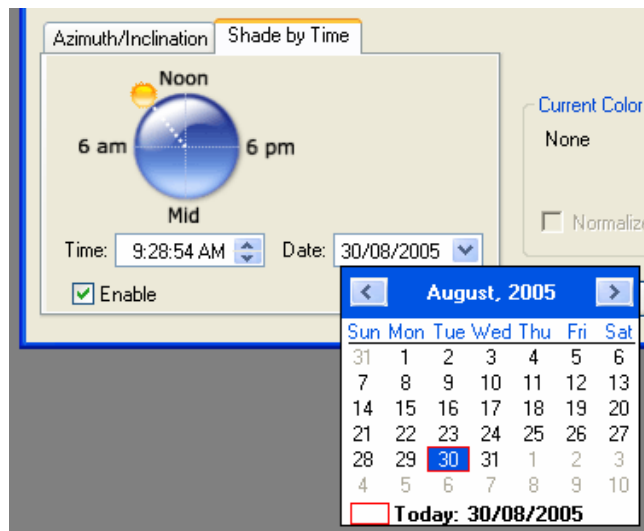 Azimuth/Inclination Shade by Time
Noon
6 am 6 pm
Mid
Time: 9:28:54 AM Date: 30/08/2005
Enable
Current Color
None
August, 2005
Sun Mon Tue Wed Thu Fri Sat
31 1 2 3 4 5 6
7 8 9 10 11 12 13
14 15 16 17 18 19 20
21 22 23 24 25 26 27
28 29 30 31 1 2 3
4 5 6 7 8 9 10
Today: 30/08/2005